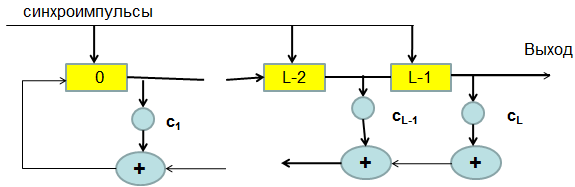 синхроимпульсы
Выход
0
L-2
L-1
c1
cL-1
cL
+
+
+